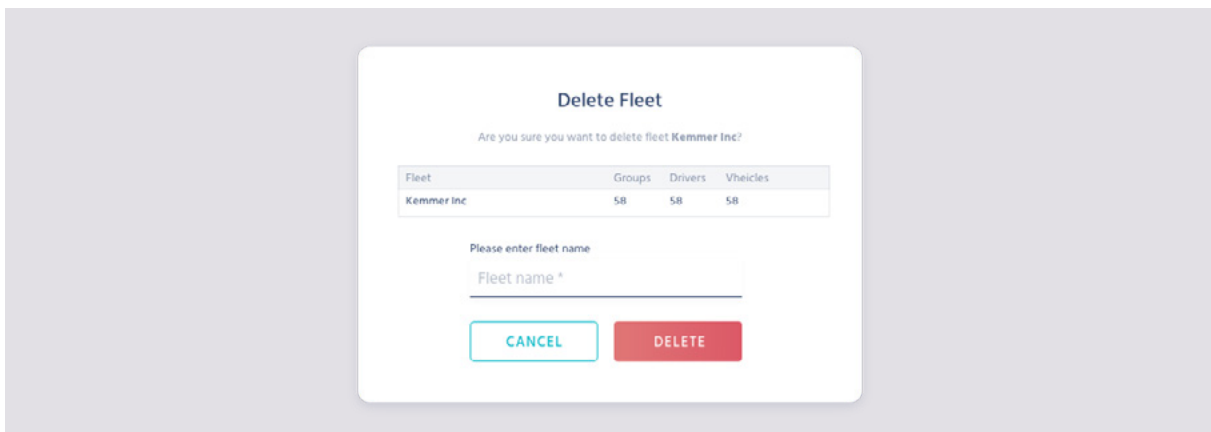 Delete Fleet
Are you sure you want to delete fleet Kemmer Inc?
Fleet Groups Drivers Vheicles
Kemmer Inc 58 58 58
Please enter fleet name
Fleet name *
CANCEL DELETE